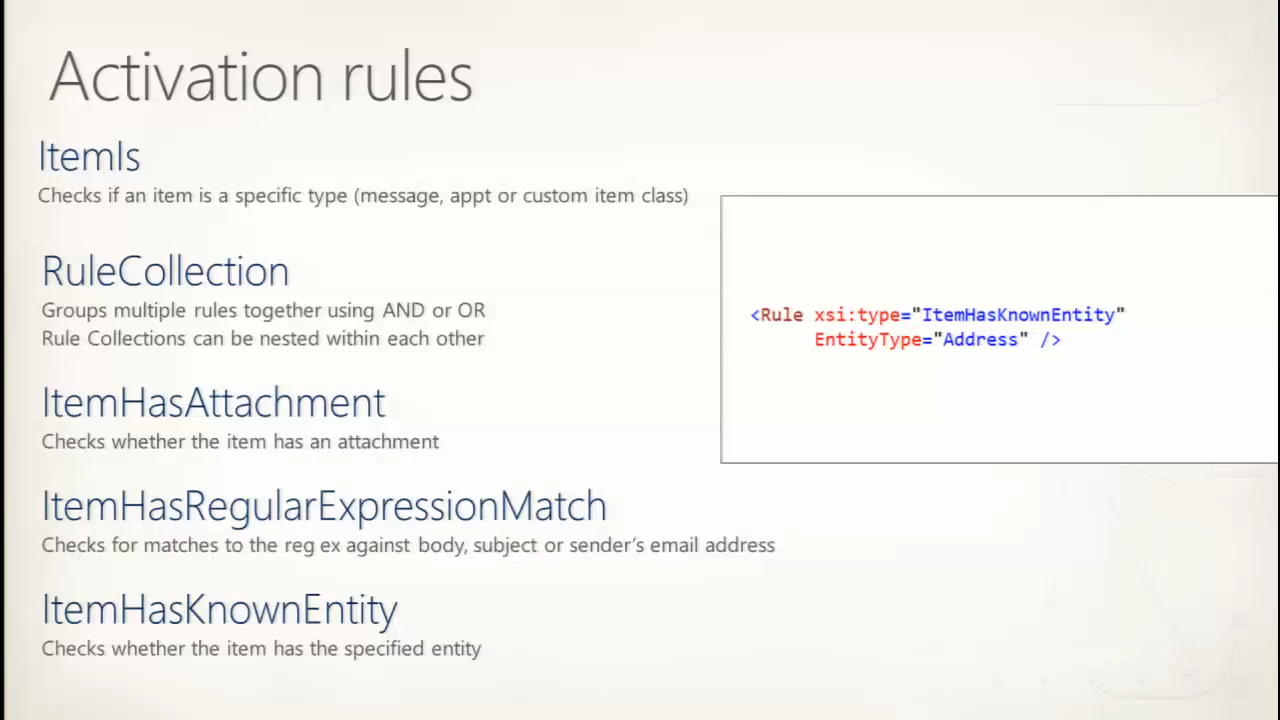 Activation rules
ItemIs
Checks if an item is a specific type (message, appt or custom item class)
RuleCollection
Groups multiple rules together using AND or OR
Rule Collections can be nested within each other
ItemHasAttachment
Checks whether the item has an attachment
ItemHasRegularExpressionMatch
Checks for matches to the reg ex against body, subject or sender's email address
ItemHasKnownEntity
Checks whether the item has the specified entity
<Rule xsi:type="ItemHasKnownEntity"
EntityType="Address" />